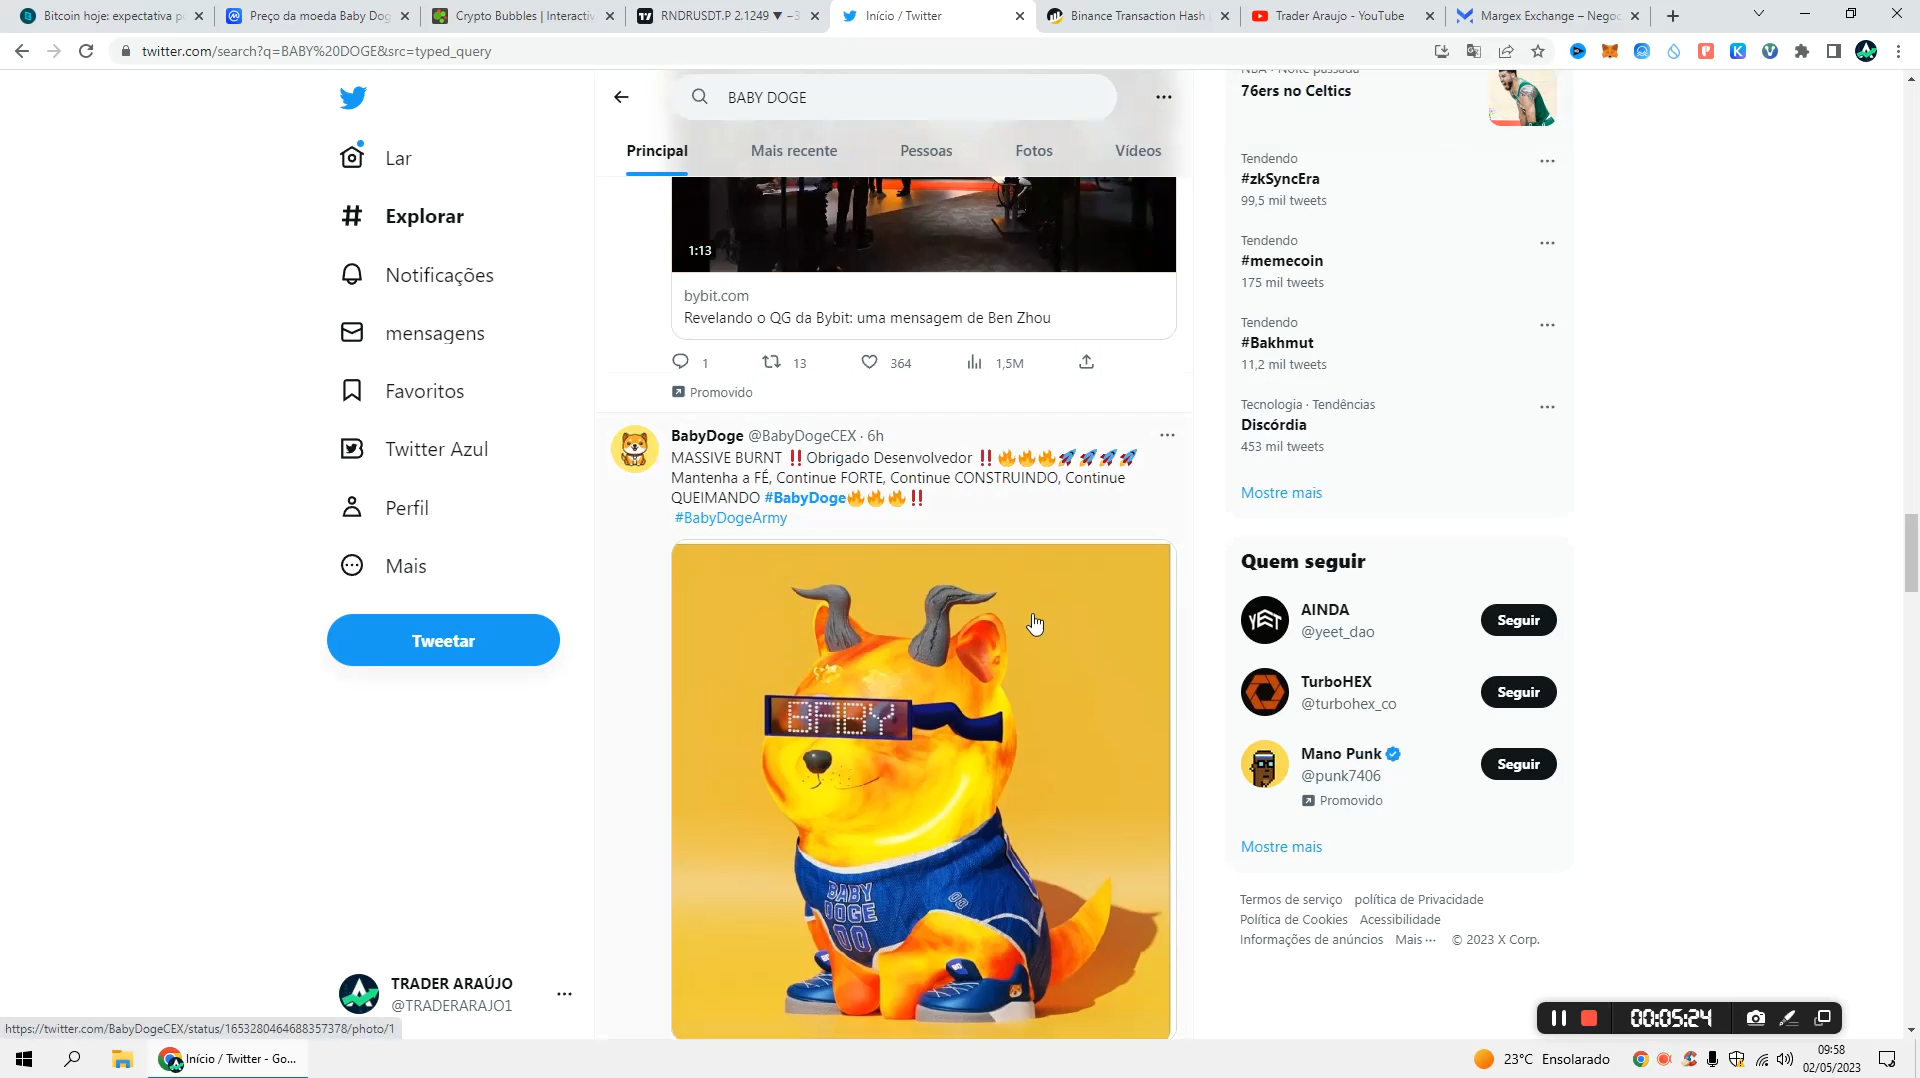 Bitcoin hoje: expectativa p
Preço da moeda Baby Dog
Crypto Bubbles | Interactiv
RNDRUSDT.P 2.1249 ▼ −3
Início / Twitter
Binance Transaction Hash
Trader Araujo - YouTube
Margex Exchange – Negoc
twitter.com/search?q=BABY%20DOGE&src=typed_query
BABY DOGE
Principal
Mais recente
Pessoas
Fotos
Vídeos
Lar
Explorar
Notificações
mensagens
Favoritos
Twitter Azul
Perfil
Mais
Tweetar
TRADER ARAÚJO
@TRADERARAJO1
1:13
bybit.com
Revelando o QG da Bybit: uma mensagem de Ben Zhou
1 13 364 1,5M
Promovido
BabyDoge @BabyDogeCEX · 6h
MASSIVE BURNT ‼️Obrigado Desenvolvedor ‼️🔥🔥🔥🚀🚀🚀🚀
Mantenha a FÉ, Continue FORTE, Continue CONSTRUINDO, Continue
QUEIMANDO #BabyDoge🔥🔥🔥‼️
#BabyDogeArmy
BABY
BABY
DOGE
00
00
NBA · Noite passada
76ers no Celtics
Tendendo
#zkSyncEra
99,5 mil tweets
Tendendo
#memecoin
175 mil tweets
Tendendo
#Bakhmut
11,2 mil tweets
Tecnologia · Tendências
Discórdia
453 mil tweets
Mostre mais
Quem seguir
AINDA
@yeet_dao
Seguir
TurboHEX
@turbohex_co
Seguir
Mano Punk
@punk7406
Seguir
Promovido
Mostre mais
Termos de serviço política de Privacidade
Política de Cookies Acessibilidade
Informações de anúncios Mais ··· © 2023 X Corp.
00:05:24
https://twitter.com/BabyDogeCEX/status/1653280464688357378/photo/1
Início / Twitter - Go...
23°C Ensolarado
09:58
02/05/2023